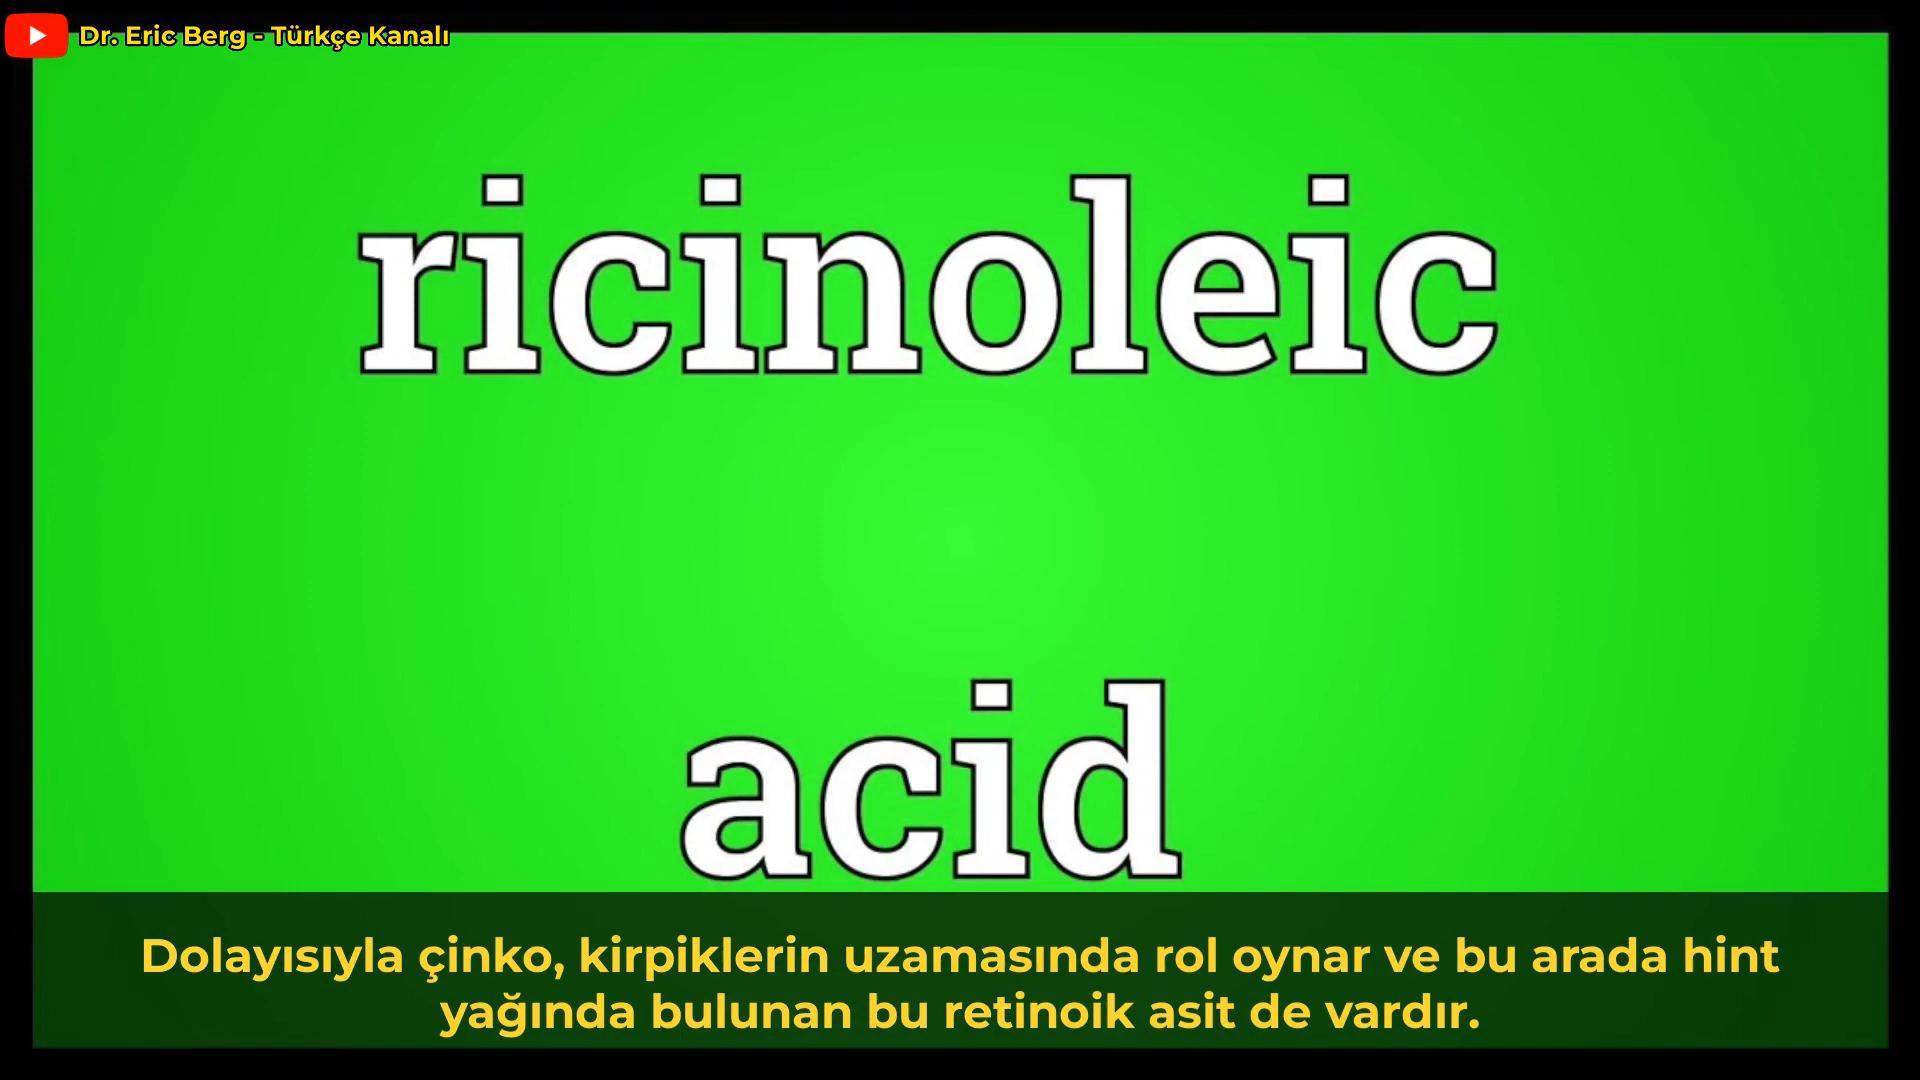 Dr. Eric Berg - Türkçe Kanalı
ricinoleic
acid
Dolayısıyla çinko, kirpiklerin uzamasında rol oynar ve bu arada hint
yağında bulunan bu retinoik asit de vardır.